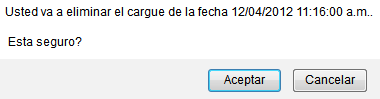 Usted va a eliminar el cargue de la fecha 12/04/2012 11:16:00 a.m..
Esta seguro?
Aceptar Cancelar